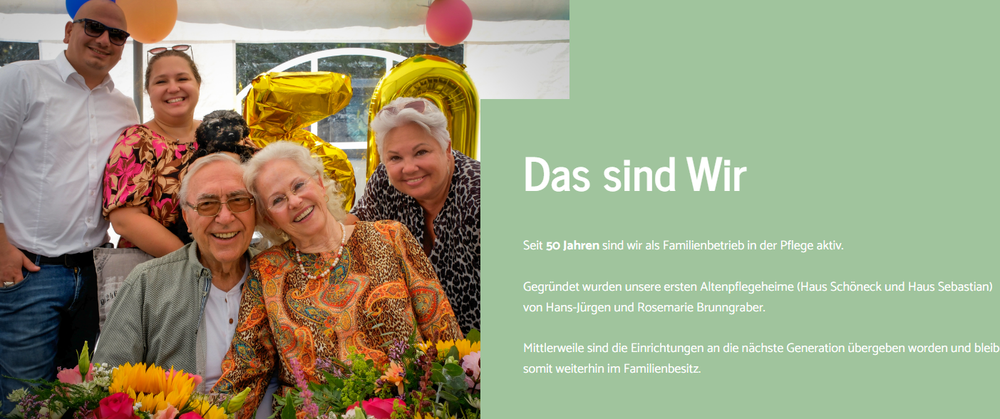 50
Das sind Wir
Seit 50 Jahren sind wir als Familienbetrieb in der Pflege aktiv.
Gegründet wurden unsere ersten Altenpflegeheime (Haus Schöneck und Haus Sebastian)
von Hans-Jürgen und Rosemarie Brunngraber.
Mittlerweile sind die Einrichtungen an die nächste Generation übergeben worden und bleib
somit weiterhin im Familienbesitz.